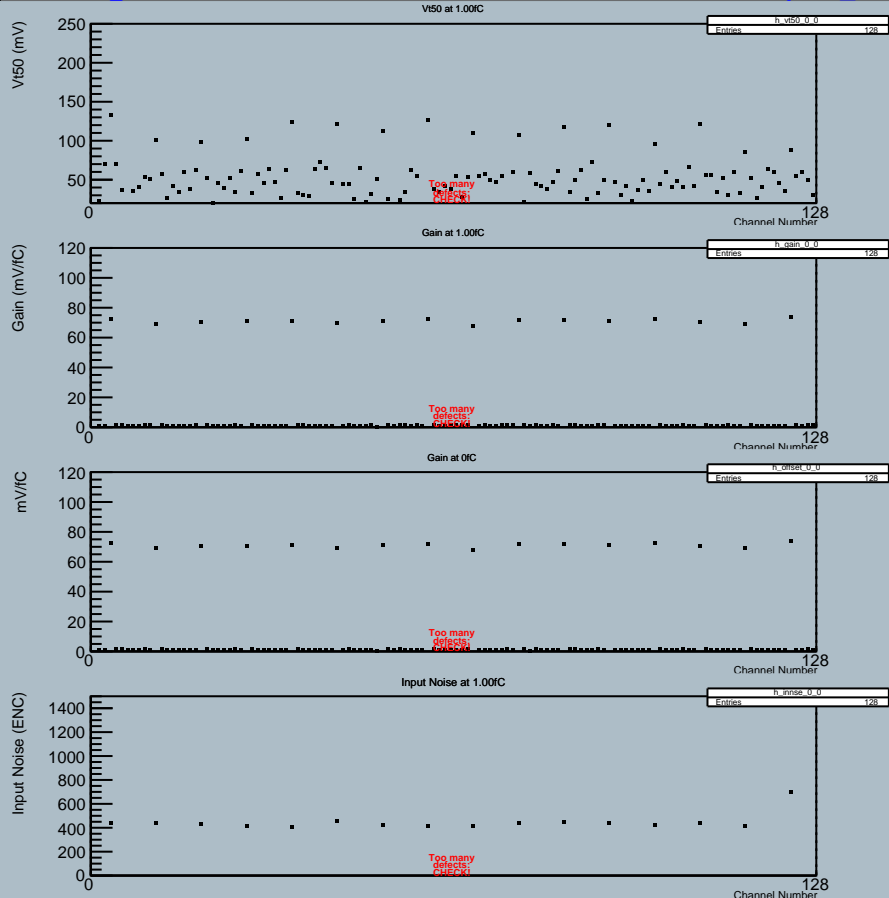 Vt50 at 1.00fC
h_vt50_0_0
Entries 128
Vt50 (mV)
250
200
150
100
50
Too many
defects:
CHECK!
0
128
Channel Number
Gain at 1.00fC
h_gain_0_0
Entries 128
Gain (mV/fC)
120
100
80
60
40
20
0
Too many
defects:
CHECK!
0
128
Channel Number
Gain at 0fC
h_offset_0_0
Entries 128
mV/fC
120
100
80
60
40
20
0
Too many
defects:
CHECK!
0
128
Channel Number
Input Noise at 1.00fC
h_innse_0_0
Entries 128
Input Noise (ENC)
1400
1200
1000
800
600
400
200
0
Too many
defects:
CHECK!
0
128
Channel Number